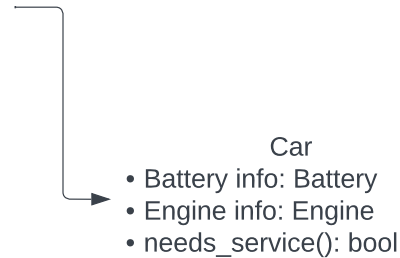 Car
• Battery info: Battery
• Engine info: Engine
• needs_service(): bool